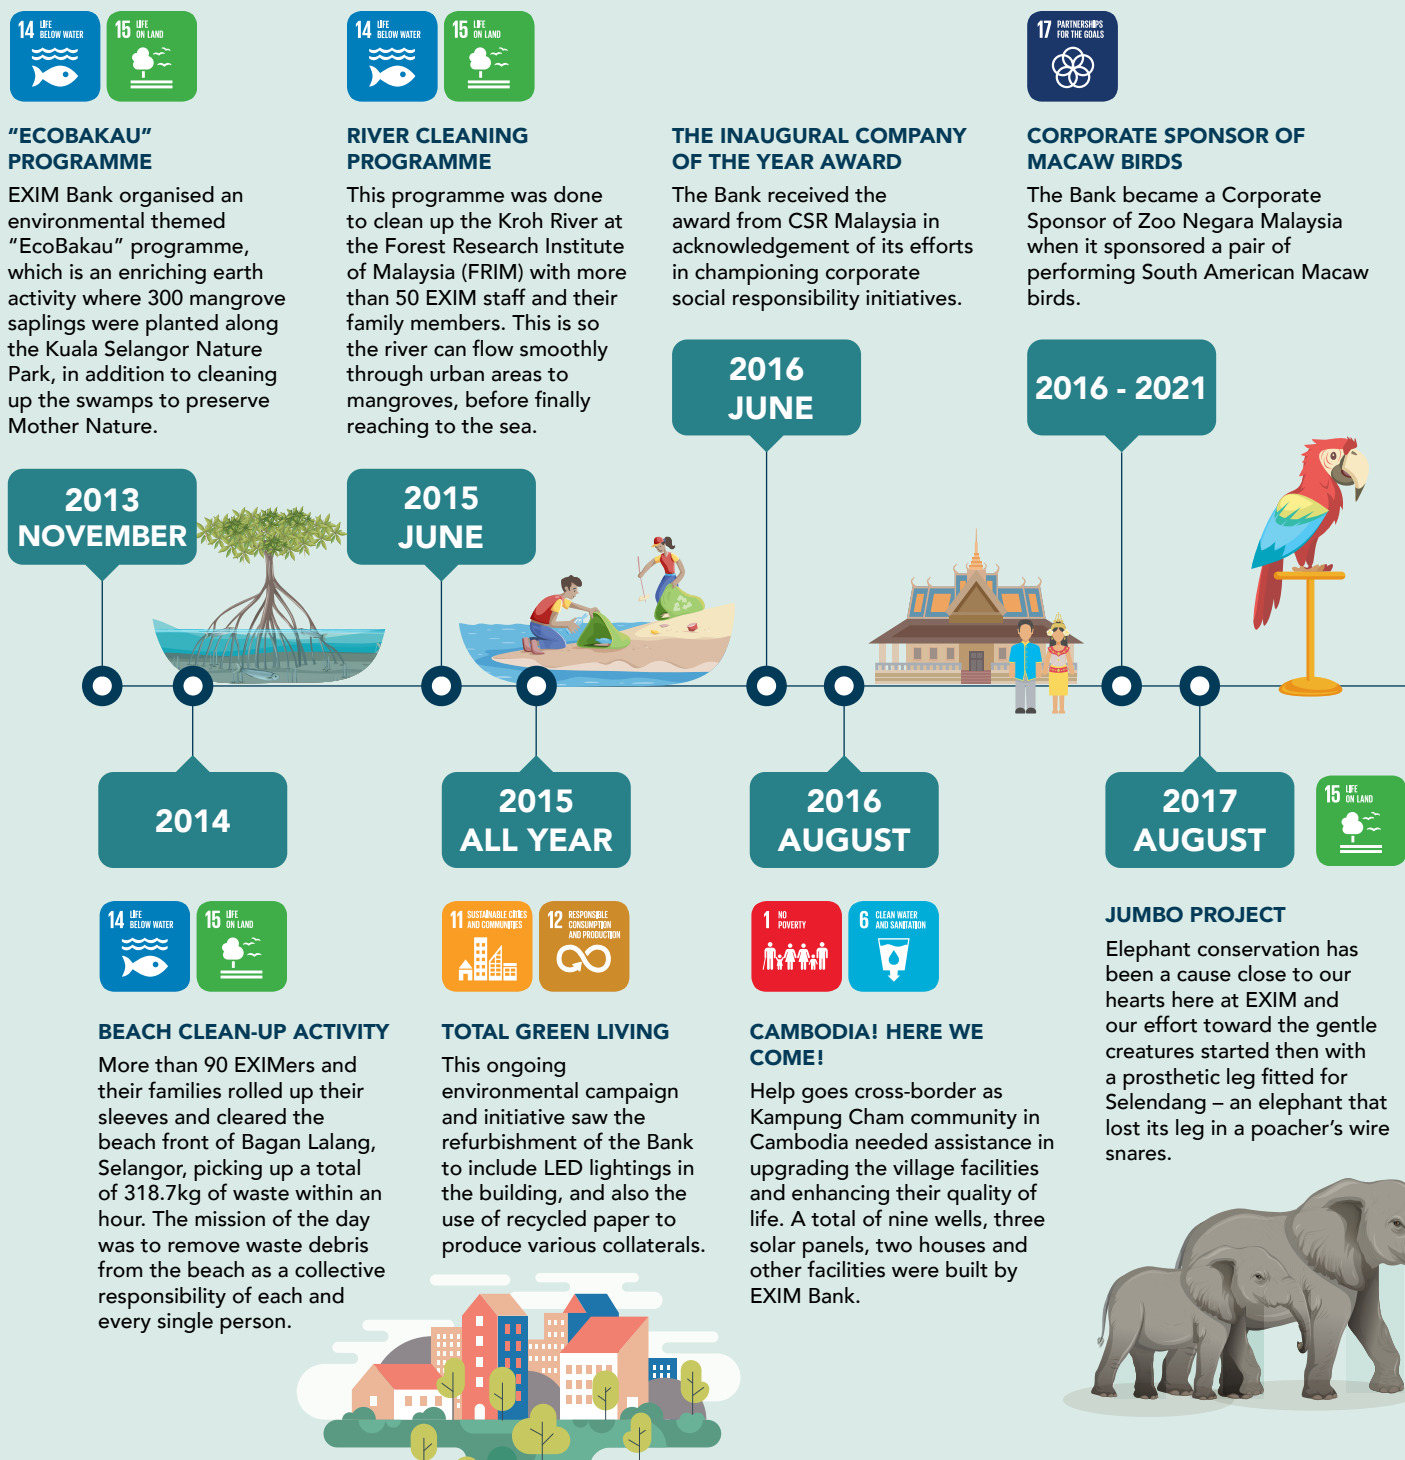 14 LIFE
BELOW WATER
15 LIFE
ON LAND
“ECOBAKAU”
PROGRAMME
EXIM Bank organised an
environmental themed
“EcoBakau” programme,
which is an enriching earth
activity where 300 mangrove
saplings were planted along
the Kuala Selangor Nature
Park, in addition to cleaning
up the swamps to preserve
Mother Nature.
2013
NOVEMBER
14 LIFE
BELOW WATER
15 LIFE
ON LAND
RIVER CLEANING
PROGRAMME
This programme was done
to clean up the Kroh River at
the Forest Research Institute
of Malaysia (FRIM) with more
than 50 EXIM staff and their
family members. This is so
the river can flow smoothly
through urban areas to
mangroves, before finally
reaching to the sea.
2015
JUNE
THE INAUGURAL COMPANY
OF THE YEAR AWARD
The Bank received the
award from CSR Malaysia in
acknowledgement of its efforts
in championing corporate
social responsibility initiatives.
2016
JUNE
17 PARTNERSHIPS
FOR THE GOALS
CORPORATE SPONSOR OF
MACAW BIRDS
The Bank became a Corporate
Sponsor of Zoo Negara Malaysia
when it sponsored a pair of
performing South American Macaw
birds.
2016 - 2021
2014
14 LIFE
BELOW WATER
15 LIFE
ON LAND
BEACH CLEAN-UP ACTIVITY
More than 90 EXIMers and
their families rolled up their
sleeves and cleared the
beach front of Bagan Lalang,
Selangor, picking up a total
of 318.7kg of waste within an
hour. The mission of the day
was to remove waste debris
from the beach as a collective
responsibility of each and
every single person.
2015
ALL YEAR
11 SUSTAINABLE CITIES
AND COMMUNITIES
12 RESPONSIBLE
CONSUMPTION
AND PRODUCTION
TOTAL GREEN LIVING
This ongoing
environmental campaign
and initiative saw the
refurbishment of the Bank
to include LED lightings in
the building, and also the
use of recycled paper to
produce various collaterals.
2016
AUGUST
1 NO
POVERTY
6 CLEAN WATER
AND SANITATION
CAMBODIA! HERE WE
COME!
Help goes cross-border as
Kampung Cham community in
Cambodia needed assistance in
upgrading the village facilities
and enhancing their quality of
life. A total of nine wells, three
solar panels, two houses and
other facilities were built by
EXIM Bank.
2017
AUGUST
15 LIFE
ON LAND
JUMBO PROJECT
Elephant conservation has
been a cause close to our
hearts here at EXIM and
our effort toward the gentle
creatures started then with
a prosthetic leg fitted for
Selendang – an elephant that
lost its leg in a poacher’s wire
snares.